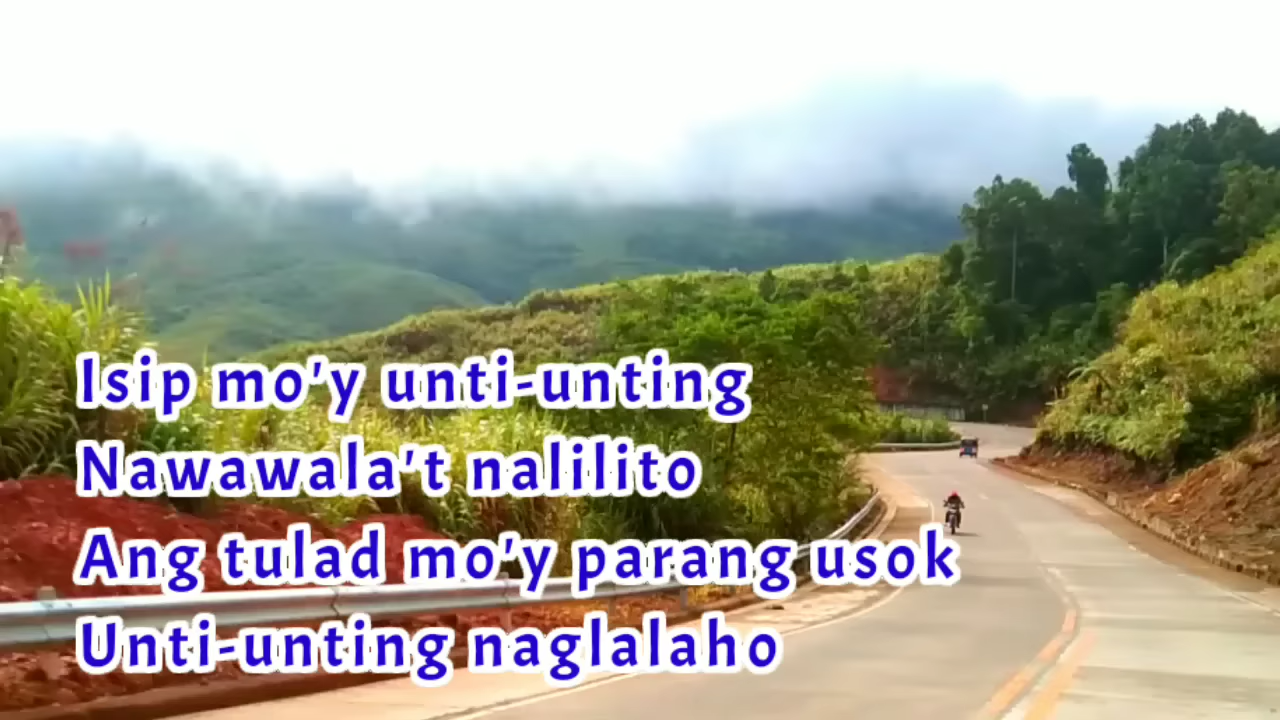 Isip mo'y unti-unting
Nawawala't nalilito
Ang tulad mo'y parang usok
Unti-unting naglalaho